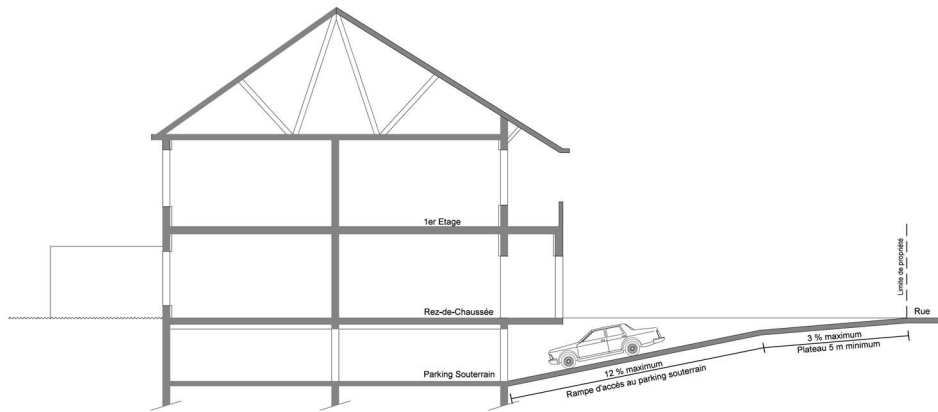 1er Etage
Limite de propriété
Rez-de-Chaussée
Rue
3 % maximum
Plateau 5 m minimum
Parking Souterrain
12 % maximum
Rampe d'accès au parking souterrain